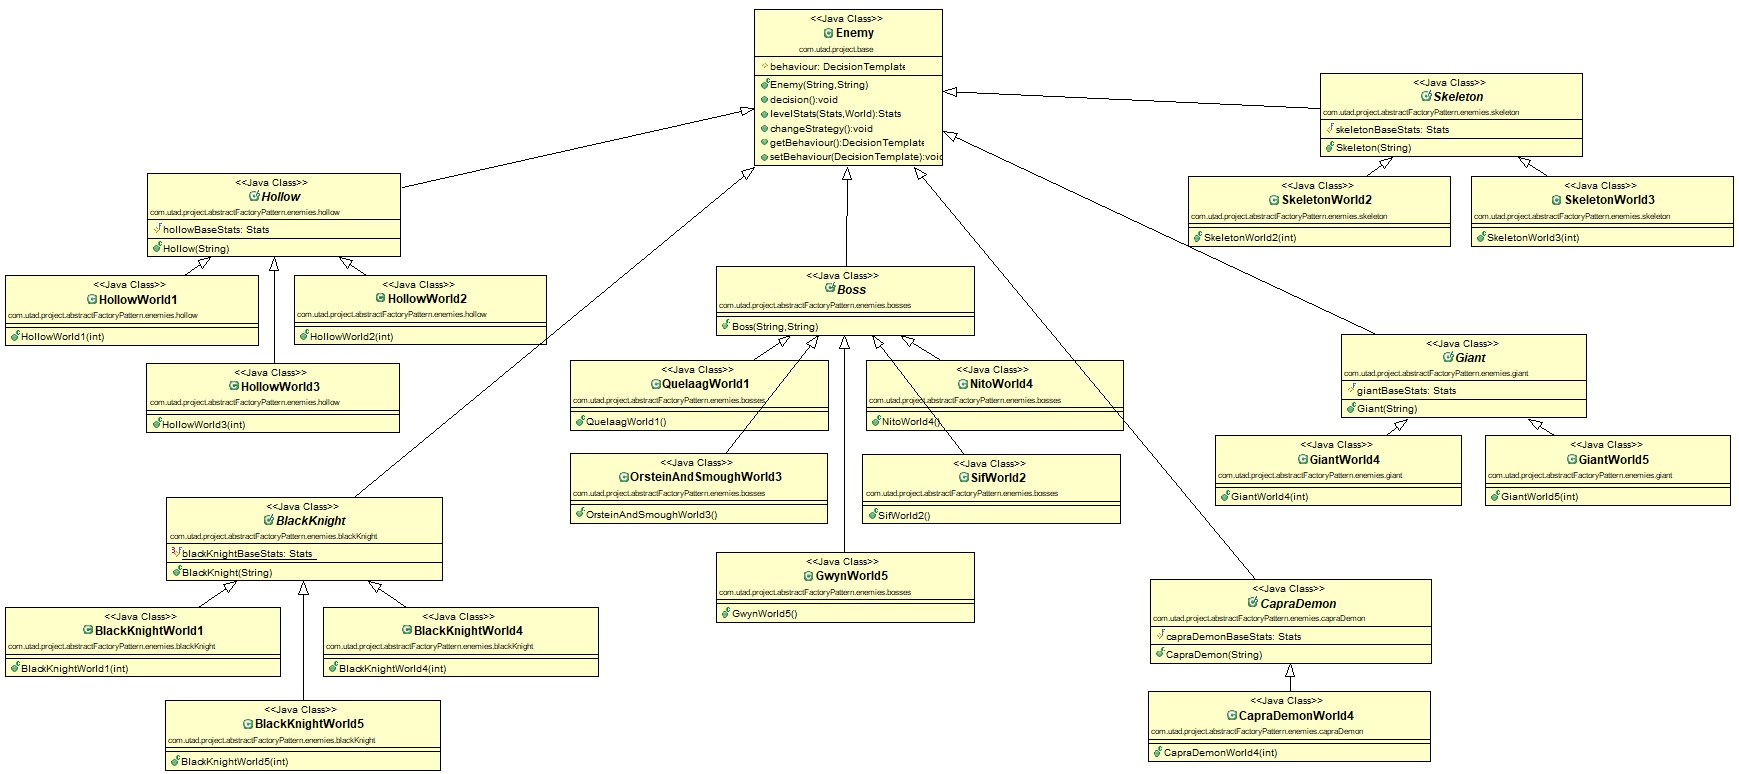 <<Java Class>>
Enemy
com.utad.project.base
behaviour: DecisionTemplate
Enemy(String,String)
decision():void
levelStats(Stats,World):Stats
changeStrategy():void
getBehaviour():DecisionTemplate
setBehaviour(DecisionTemplate):void
<<Java Class>>
Skeleton
com.utad.project.abstractFactoryPattern.enemies.skeleton
skeletonBaseStats: Stats
Skeleton(String)
<<Java Class>>
SkeletonWorld2
com.utad.project.abstractFactoryPattern.enemies.skeleton
SkeletonWorld2(int)
<<Java Class>>
SkeletonWorld3
com.utad.project.abstractFactoryPattern.enemies.skeleton
SkeletonWorld3(int)
<<Java Class>>
Hollow
com.utad.project.abstractFactoryPattern.enemies.hollow
hollowBaseStats: Stats
Hollow(String)
<<Java Class>>
HollowWorld1
com.utad.project.abstractFactoryPattern.enemies.hollow
HollowWorld1(int)
<<Java Class>>
HollowWorld2
com.utad.project.abstractFactoryPattern.enemies.hollow
HollowWorld2(int)
<<Java Class>>
HollowWorld3
com.utad.project.abstractFactoryPattern.enemies.hollow
HollowWorld3(int)
<<Java Class>>
Boss
com.utad.project.abstractFactoryPattern.enemies.bosses
Boss(String,String)
<<Java Class>>
QuelaagWorld1
com.utad.project.abstractFactoryPattern.enemies.bosses
QuelaagWorld1()
<<Java Class>>
NitoWorld4
com.utad.project.abstractFactoryPattern.enemies.bosses
NitoWorld4()
<<Java Class>>
OrsteinAndSmoughWorld3
com.utad.project.abstractFactoryPattern.enemies.bosses
OrsteinAndSmoughWorld3()
<<Java Class>>
SifWorld2
com.utad.project.abstractFactoryPattern.enemies.bosses
SifWorld2()
<<Java Class>>
GwynWorld5
com.utad.project.abstractFactoryPattern.enemies.bosses
GwynWorld5()
<<Java Class>>
Giant
com.utad.project.abstractFactoryPattern.enemies.giant
giantBaseStats: Stats
Giant(String)
<<Java Class>>
GiantWorld4
com.utad.project.abstractFactoryPattern.enemies.giant
GiantWorld4(int)
<<Java Class>>
GiantWorld5
com.utad.project.abstractFactoryPattern.enemies.giant
GiantWorld5(int)
<<Java Class>>
BlackKnight
com.utad.project.abstractFactoryPattern.enemies.blackKnight
blackKnightBaseStats: Stats
BlackKnight(String)
<<Java Class>>
BlackKnightWorld1
com.utad.project.abstractFactoryPattern.enemies.blackKnight
BlackKnightWorld1(int)
<<Java Class>>
BlackKnightWorld4
com.utad.project.abstractFactoryPattern.enemies.blackKnight
BlackKnightWorld4(int)
<<Java Class>>
BlackKnightWorld5
com.utad.project.abstractFactoryPattern.enemies.blackKnight
BlackKnightWorld5(int)
<<Java Class>>
CapraDemon
com.utad.project.abstractFactoryPattern.enemies.capraDemon
capraDemonBaseStats: Stats
CapraDemon(String)
<<Java Class>>
CapraDemonWorld4
com.utad.project.abstractFactoryPattern.enemies.capraDemon
CapraDemonWorld4(int)